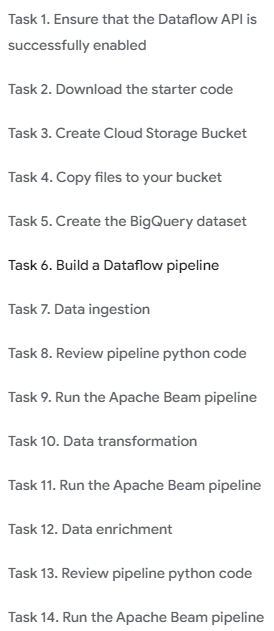 Task 1. Ensure that the Dataflow API is
successfully enabled
Task 2. Download the starter code
Task 3. Create Cloud Storage Bucket
Task 4. Copy files to your bucket
Task 5. Create the BigQuery dataset
Task 6. Build a Dataflow pipeline
Task 7. Data ingestion
Task 8. Review pipeline python code
Task 9. Run the Apache Beam pipeline
Task 10. Data transformation
Task 11. Run the Apache Beam pipeline
Task 12. Data enrichment
Task 13. Review pipeline python code
Task 14. Run the Apache Beam pipeline